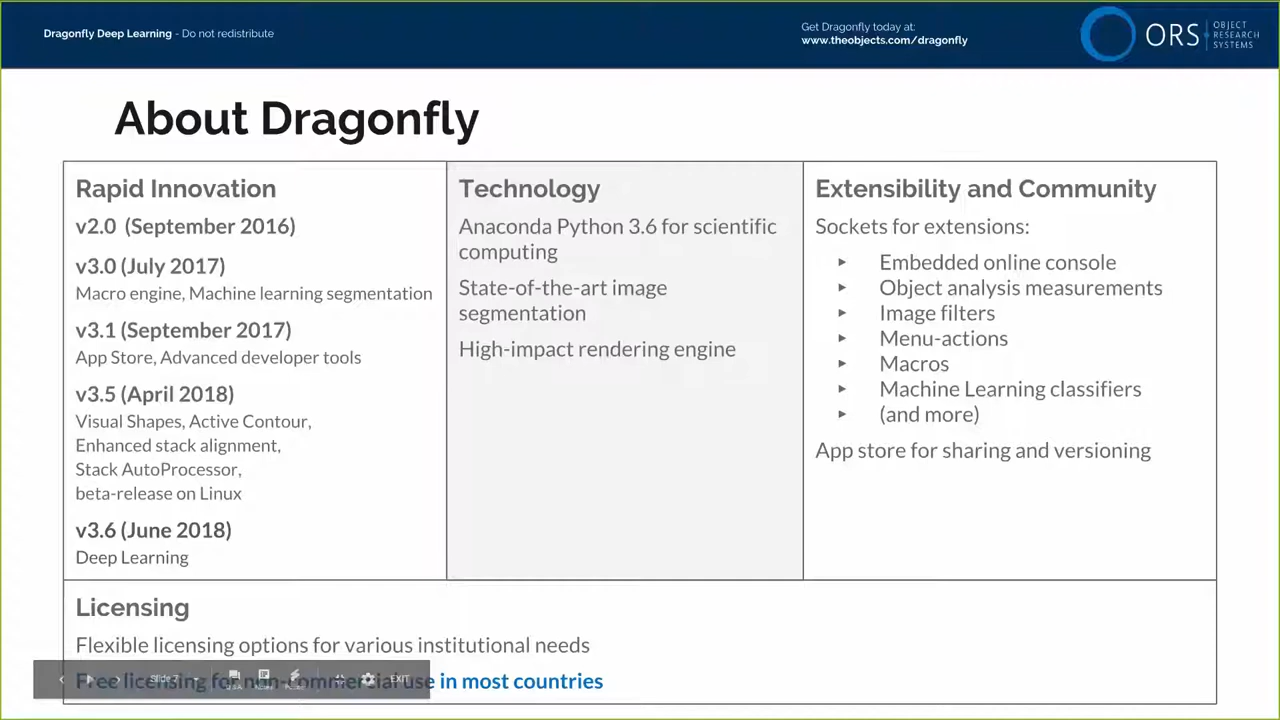 Dragonfly Deep Learning - Do not redistribute
Get Dragonfly today at:
www.theobjects.com/dragonfly
ORS
OBJECT
RESEARCH
SYSTEMS
About Dragonfly
Rapid Innovation
v2.0 (September 2016)
v3.0 (July 2017)
Macro engine, Machine learning segmentation
v3.1 (September 2017)
App Store, Advanced developer tools
v3.5 (April 2018)
Visual Shapes, Active Contour,
Enhanced stack alignment,
Stack AutoProcessor,
beta-release on Linux
v3.6 (June 2018)
Deep Learning
Technology
Anaconda Python 3.6 for scientific
computing
State-of-the-art image
segmentation
High-impact rendering engine
Extensibility and Community
Sockets for extensions:
Embedded online console
Object analysis measurements
Image filters
Menu-actions
Macros
Machine Learning classifiers
(and more)
App store for sharing and versioning
Licensing
Flexible licensing options for various institutional needs
Free licensing for non-commercial use in most countries
Slide
EXIT